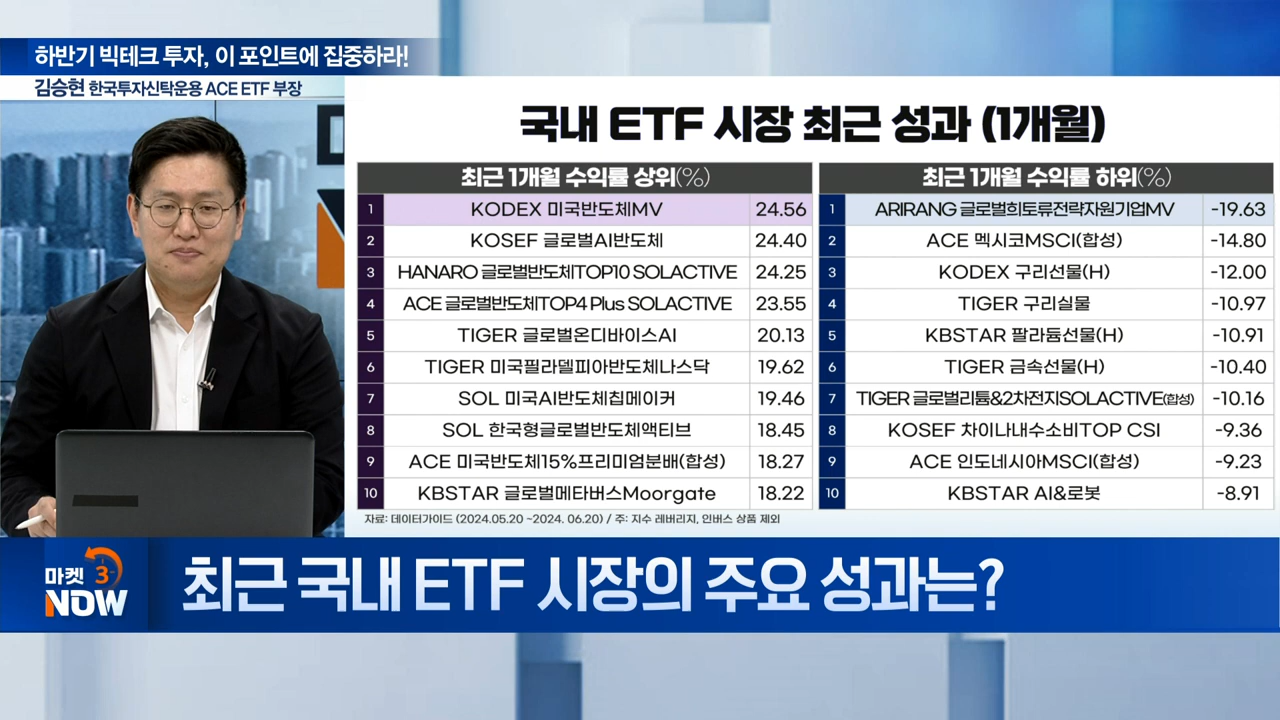 하반기 빅테크 투자, 이 포인트에 집중하라!
김승현 한국투자신탁운용 ACE ETF 부장
국내 ETF 시장 최근 성과 (1개월)
최근 1개월 수익률 상위(%)
1 KODEX 미국반도체MV 24.56
2 KOSEF 글로벌AI반도체 24.40
3 HANARO 글로벌반도체TOP10 SOLACTIVE 24.25
4 ACE 글로벌반도체TOP4 Plus SOLACTIVE 23.55
5 TIGER 글로벌온디바이스AI 20.13
6 TIGER 미국필라델피아반도체나스닥 19.62
7 SOL 미국AI반도체칩메이커 19.46
8 SOL 한국형글로벌반도체액티브 18.45
9 ACE 미국반도체15%프리미엄분배(합성) 18.27
10 KBSTAR 글로벌메타버스Moorgate 18.22
최근 1개월 수익률 하위(%)
1 ARIRANG 글로벌희토류전략자원기업MV -19.63
2 ACE 멕시코MSCI(합성) -14.80
3 KODEX 구리선물(H) -12.00
4 TIGER 구리실물 -10.97
5 KBSTAR 팔라듐선물(H) -10.91
6 TIGER 금속선물(H) -10.40
7 TIGER 글로벌리튬&2차전지SOLACTIVE(합성) -10.16
8 KOSEF 차이나내수소비TOP CSI -9.36
9 ACE 인도네시아MSCI(합성) -9.23
10 KBSTAR AI&로봇 -8.91
자료: 데이터가이드 (2024.05.20 ~2024. 06.20) / 주: 지수 레버리지, 인버스 상품 제외
마켓 3
NOW
최근 국내 ETF 시장의 주요 성과는?